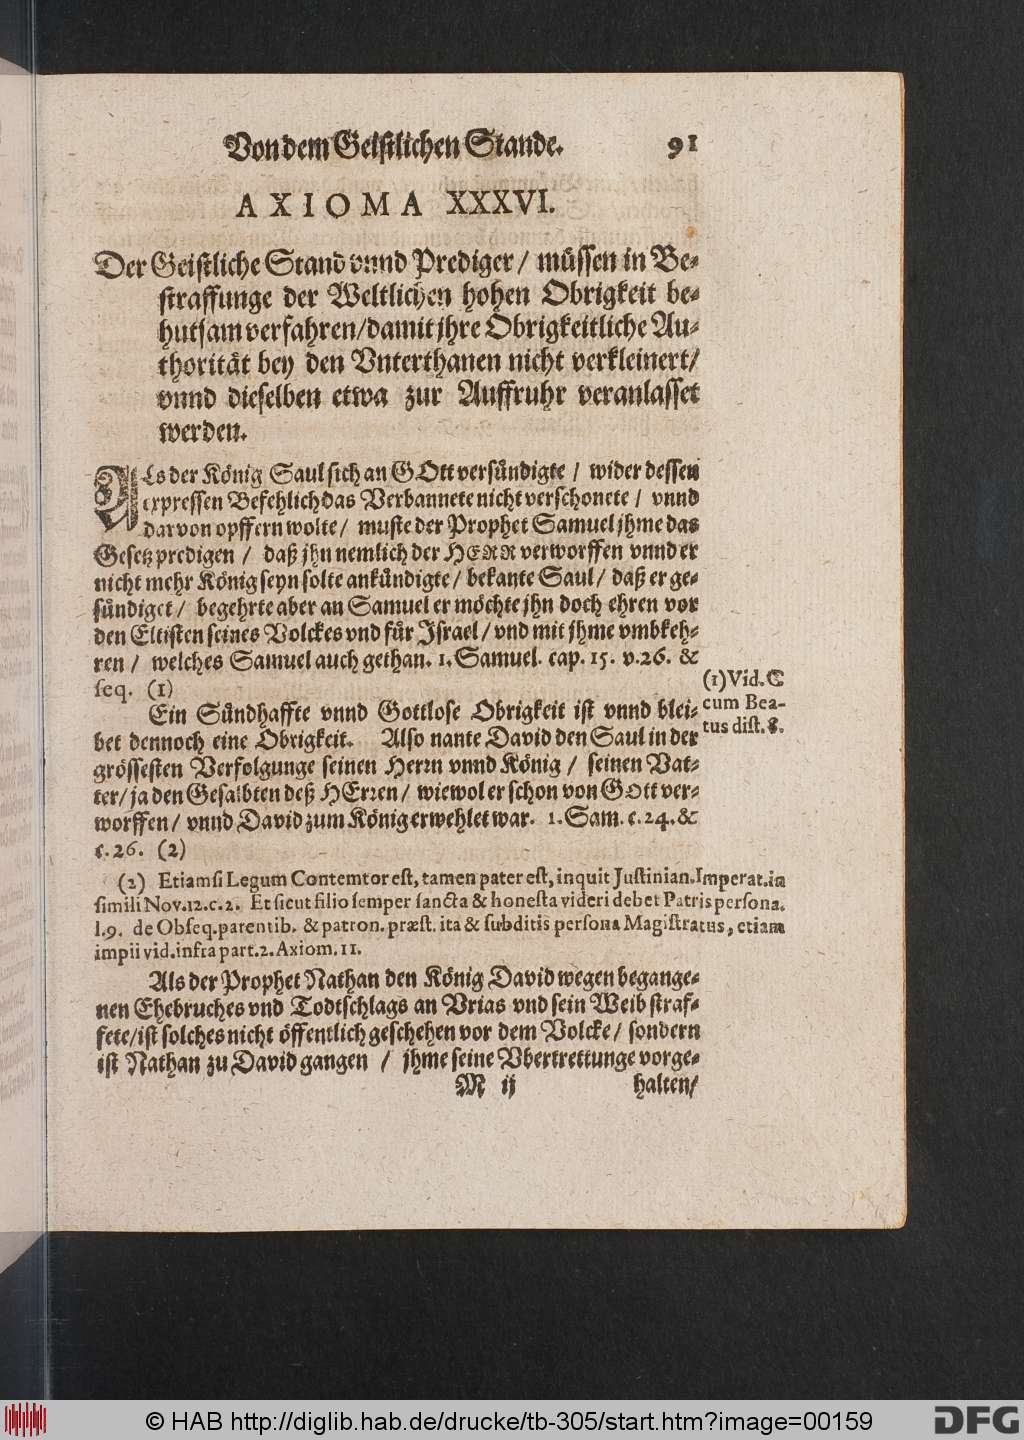 Von dem Geistlichen Stande. 91
AXIOMA XXXVI.
Der Geistliche Stand vnnd Prediger / müssen in Be-
straffunge der Weltlichen hohen Obrigkeit be-
hutsam verfahren/damit jhre Obrigkeitliche Au-
thorität bey den Vnterthanen nicht verkleinert/
vnnd dieselben etwa zur Auffruhr veranlasset
werden.
ALs der König Saul sich an GOtt versündigte / wider dessen
expressen Befehlich das Verbannete nicht verschonete / vnnd
darvon opffern wolte / muste der Prophet Samuel jhme das
Gesetz predigen / daß jhn nemlich der HERR verworffen vnnd er
nicht mehr König seyn solte ankündigte / bekante Saul / daß er ge-
sündiget / begehrte aber an Samuel er möchte jhn doch ehren vor
den Eltisten seines Volckes vnd für Israel / vnd mit jhme vmbkeh-
ren / welches Samuel auch gethan. 1. Samuel. cap. 15. v.26. &
seq. (1)
(1) Vid. C
cum Bea-
tus dist. 8.
Ein Sündhaffte vnnd Gottlose Obrigkeit ist vnnd blei-
bet dennoch eine Obrigkeit. Also nante David den Saul in der
grössesten Verfolgunge seinen Herrn vnnd König / seinen Vat-
ter/ ja den Gesalbten deß HErren / wiewol er schon von GOtt ver-
worffen / vnnd David zum König erwehlet war. 1. Sam. c. 24. &
c. 26. (2)
(2) Etiamsi Legum Contemtor est, tamen pater est, inquit Justinian. Imperat. in
simili Nov. 12. c. 2. Et sicut filio semper sancta & honesta videri debet Patris persona.
l. 9. de Obseq. parentib. & patron. præst. ita & subditis persona Magistratus, etiam
impii vid. infra part. 2. Axiom. 11.
Als der Prophet Nathan den König David wegen begange-
nen Ehebruches vnd Todtschlags an Vrias vnd sein Weib straf-
fete/ist solches nicht öffentlich geschehen vor dem Volcke / sondern
ist Nathan zu David gangen / jhme seine Vbertrettunge vorge-
M ij halten/
© HAB http://diglib.hab.de/drucke/tb-305/start.htm?image=00159 DFG